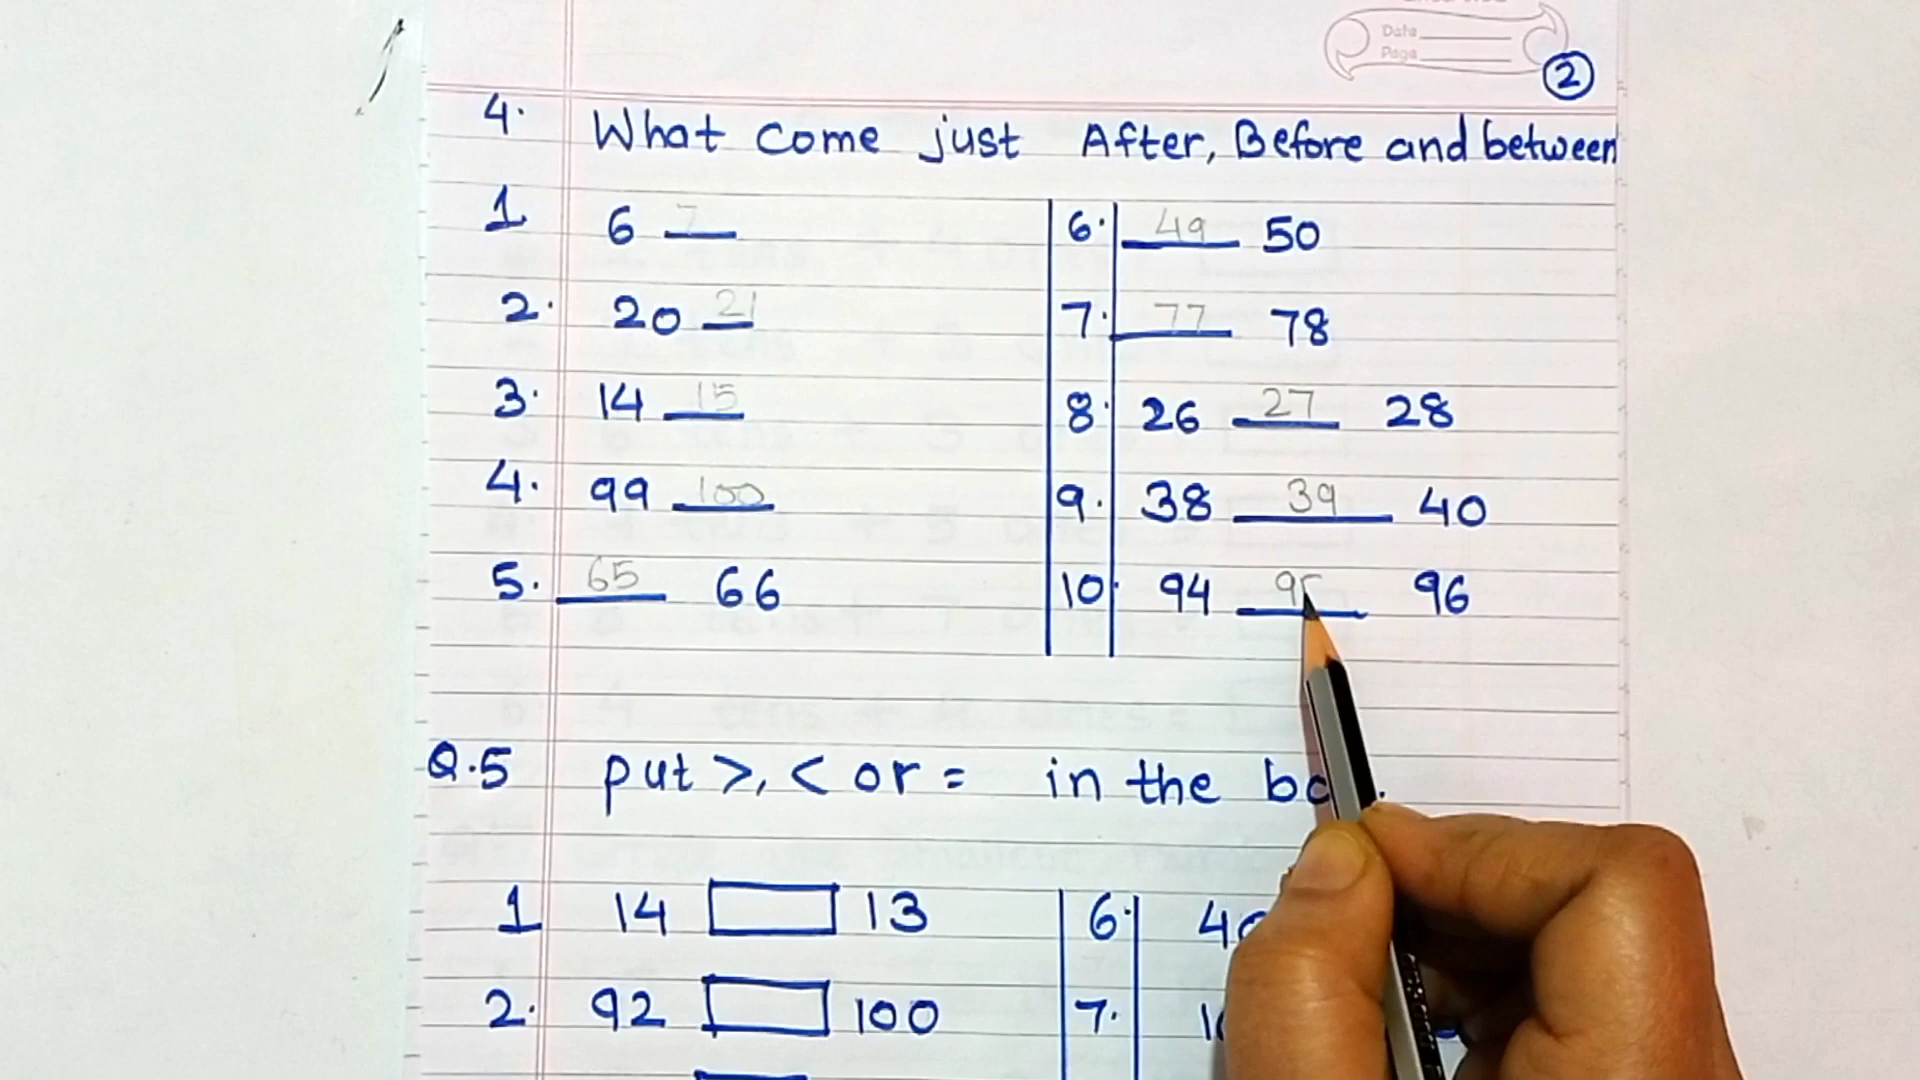 Date
Page
2
4. What come just After, Before and between
1 6 7
2. 20 21
3. 14 15
4. 99 100
5. 65 66
6. 49 50
7. 77 78
8. 26 27 28
9. 38 39 40
10. 94 95 96
Q.5 put >, < or = in the
1 14 13
2. 92 100
6.
7.